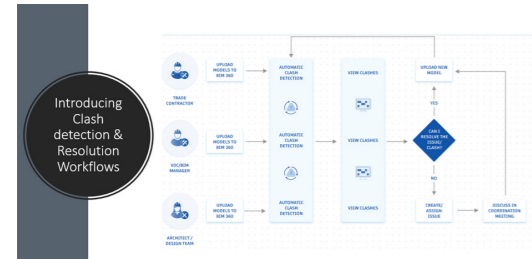 Introducing
Clash
detection &
Resolution
Workflows
TRADE
CONTRACTOR
UPLOAD
MODELS TO
BIM 360
AUTOMATIC
CLASH
DETECTION
VIEW CLASHES
UPLOAD NEW
MODEL
YES
VDC/BIM
MANAGER
UPLOAD
MODELS TO
BIM 360
AUTOMATIC
CLASH
DETECTION
VIEW CLASHES
CAN I
RESOLVE THE
ISSUE/
CLASH?
NO
ARCHITECT /
DESIGN TEAM
UPLOAD
MODELS TO
BIM 360
AUTOMATIC
CLASH
DETECTION
VIEW CLASHES
CREATE/
ASSIGN
ISSUE
DISCUSS IN
COORDINATION
MELTING